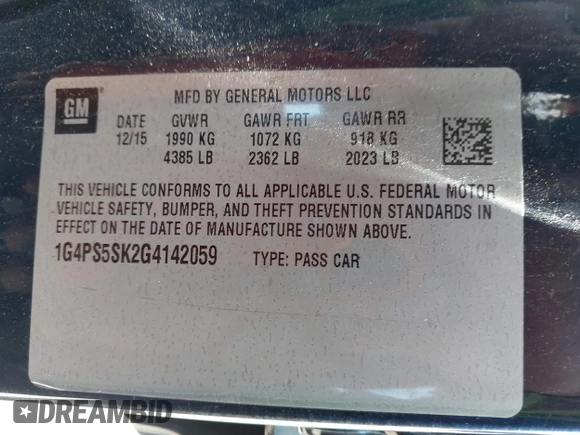 GM
MFD BY GENERAL MOTORS LLC
DATE GVWR GAWR FRT GAWR RR
12/15 1990 KG 1072 KG 918 KG
4385 LB 2362 LB 2023 LB
THIS VEHICLE CONFORMS TO ALL APPLICABLE U.S. FEDERAL MOTOR
VEHICLE SAFETY, BUMPER, AND THEFT PREVENTION STANDARDS IN
EFFECT ON THE DATE OF MANUFACTURE SHOWN ABOVE.
1G4PS5SK2G4142059 TYPE: PASS CAR
DREAMBID